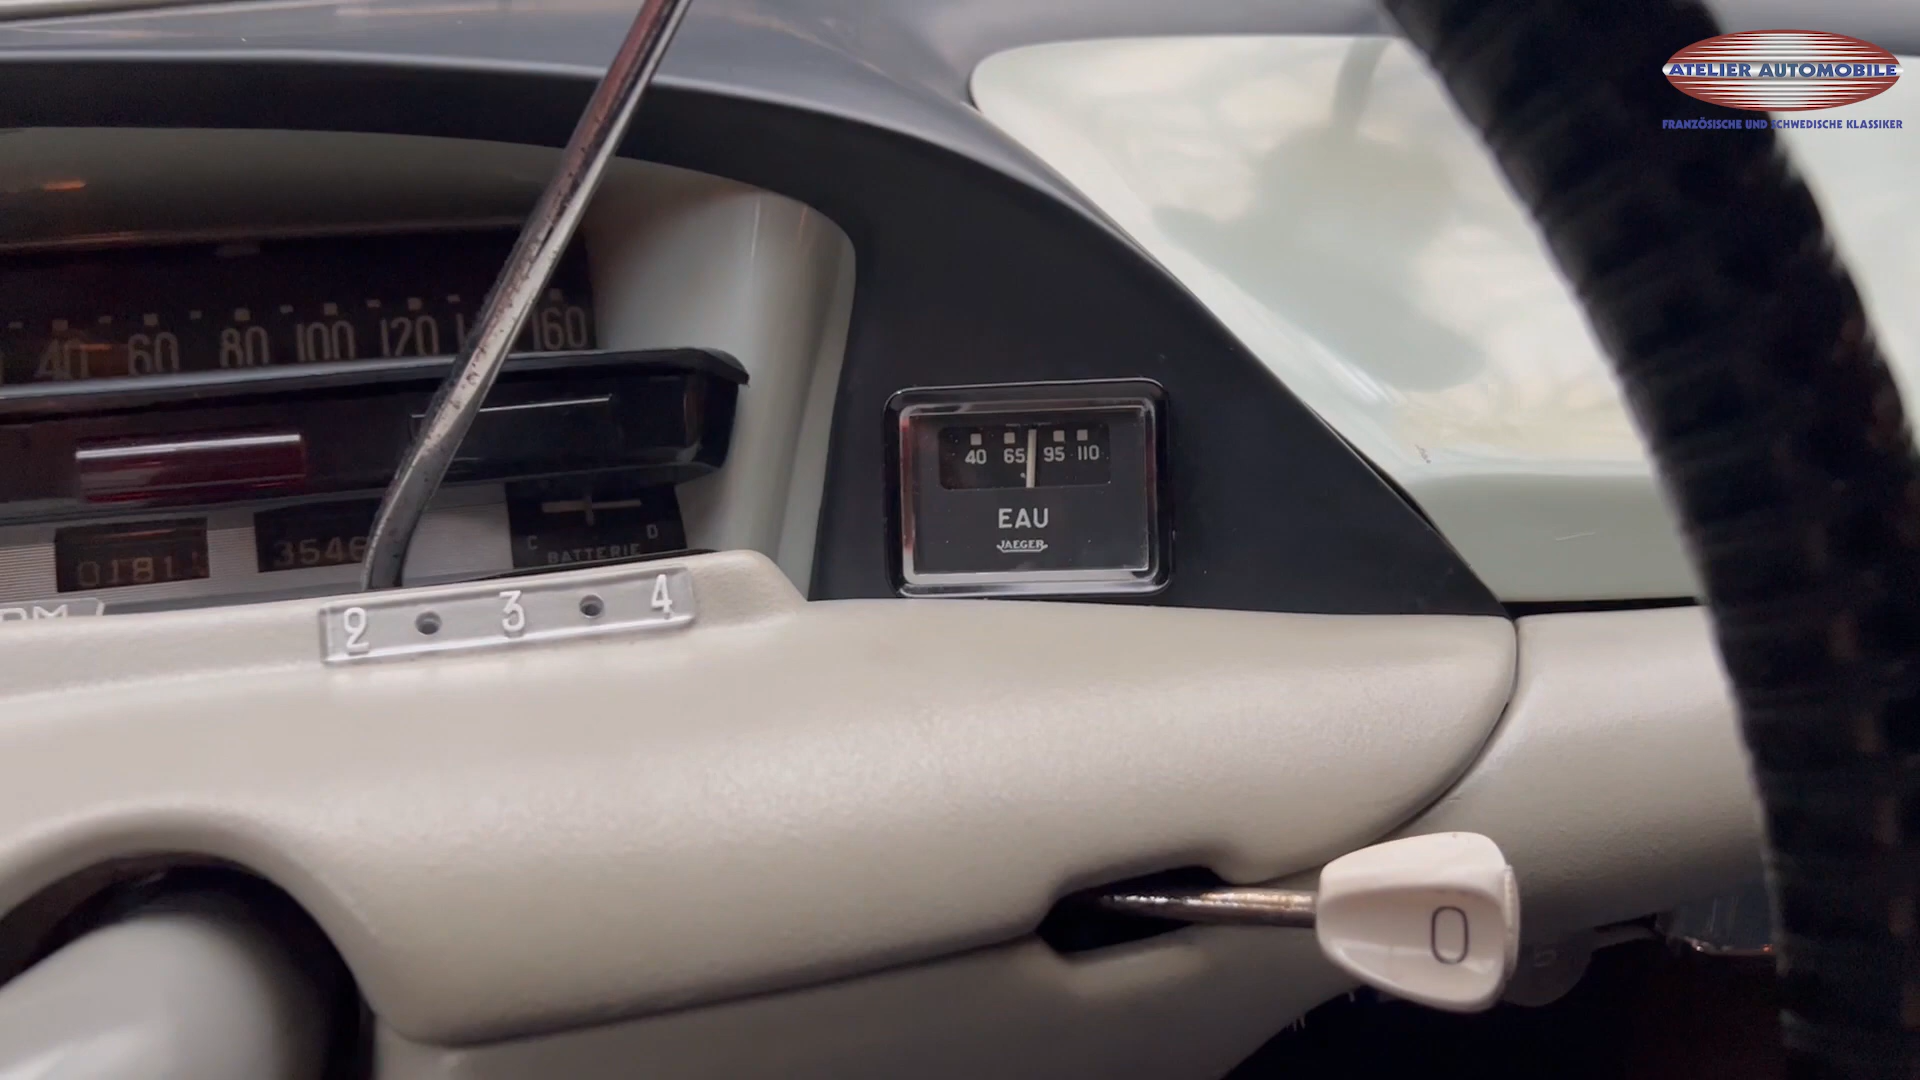 ATELIER AUTOMOBILE
FRANZÖSISCHE UND SCHWEDISCHE KLASSIKER
40 60 80 100 120 160
40 65 95 110
EAU
JAEGER
0181
3546
C D
BATTERIE
2 3 4
0